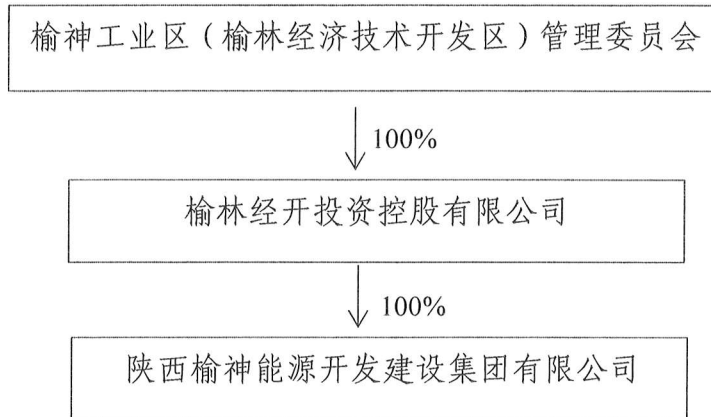 榆神工业区（榆林经济技术开发区）管理委员会
100%
榆林经开投资控股有限公司
100%
陕西榆神能源开发建设集团有限公司